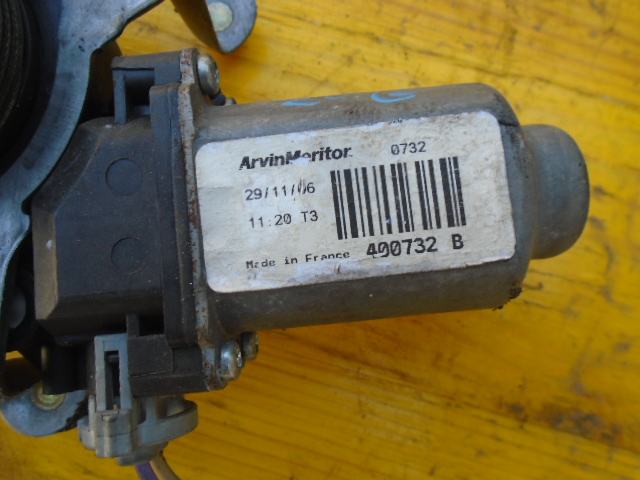 ArvinMeritor 0732
29/11/06
11:20 T3
Made in France 400732 B